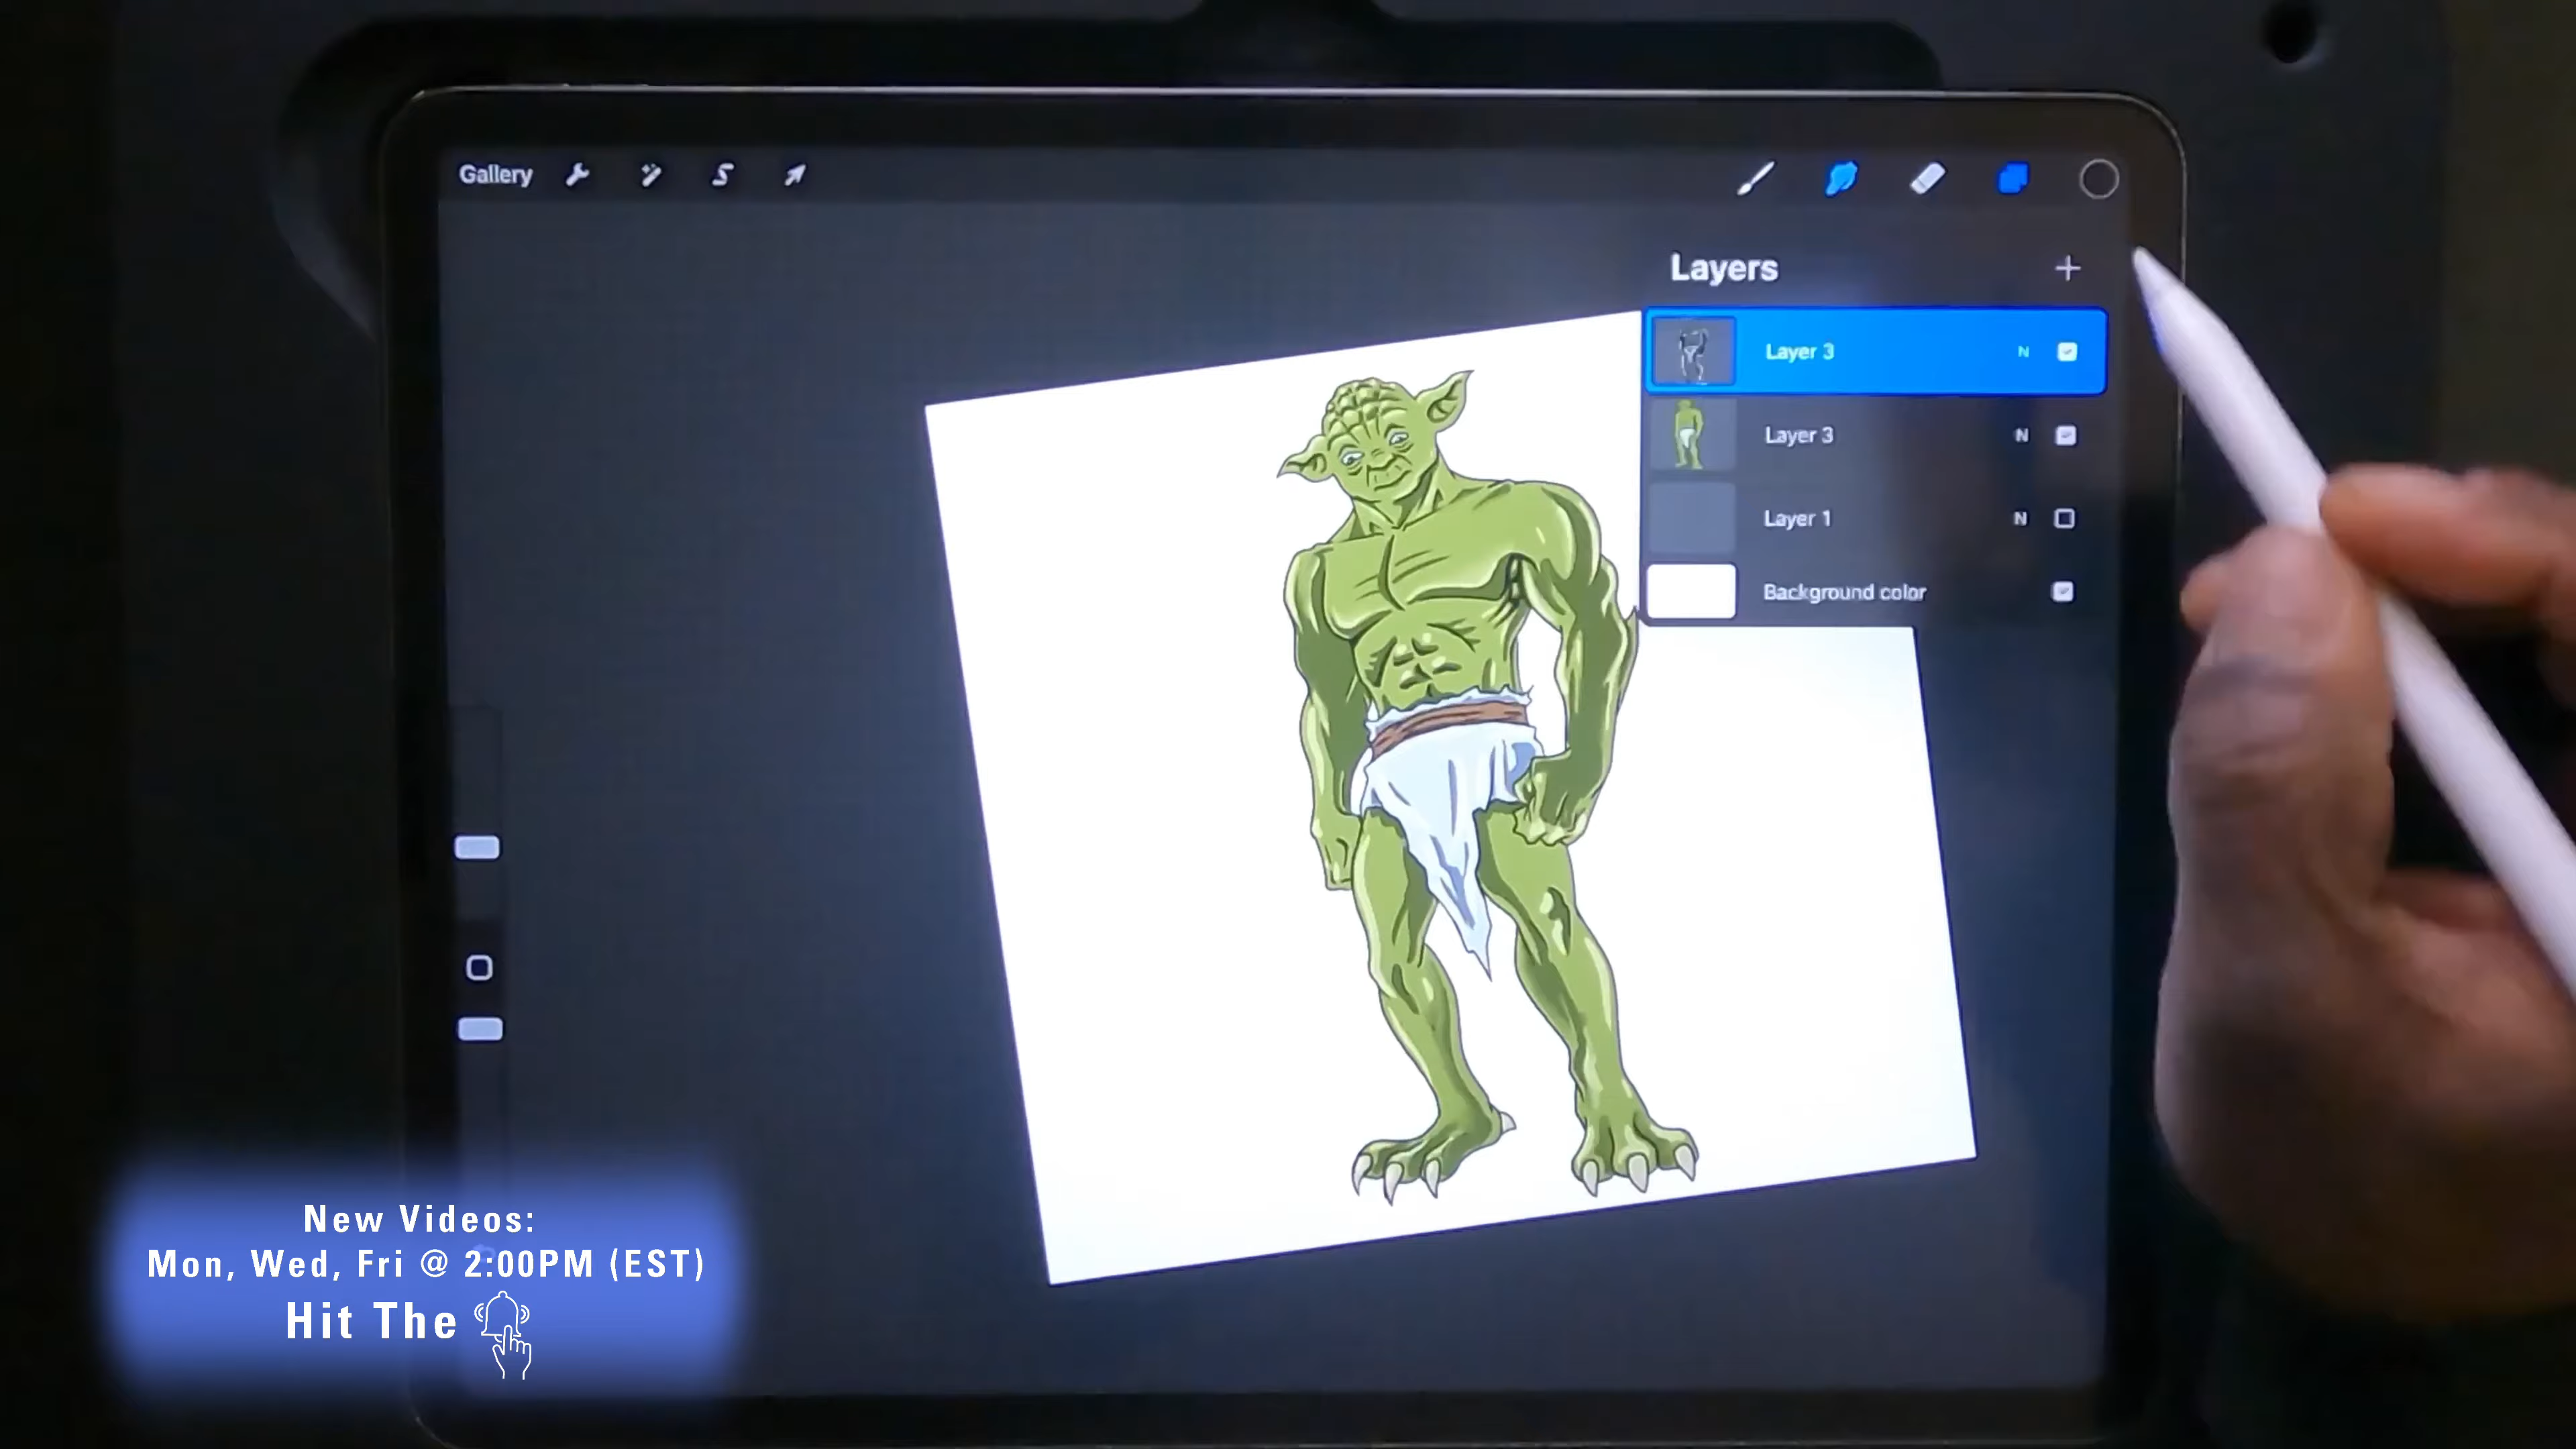 Gallery
Layers
Layer 3 N
Layer 3 N
Layer 1 N
Background color
New Videos:
Mon, Wed, Fri @ 2:00PM (EST)
Hit The